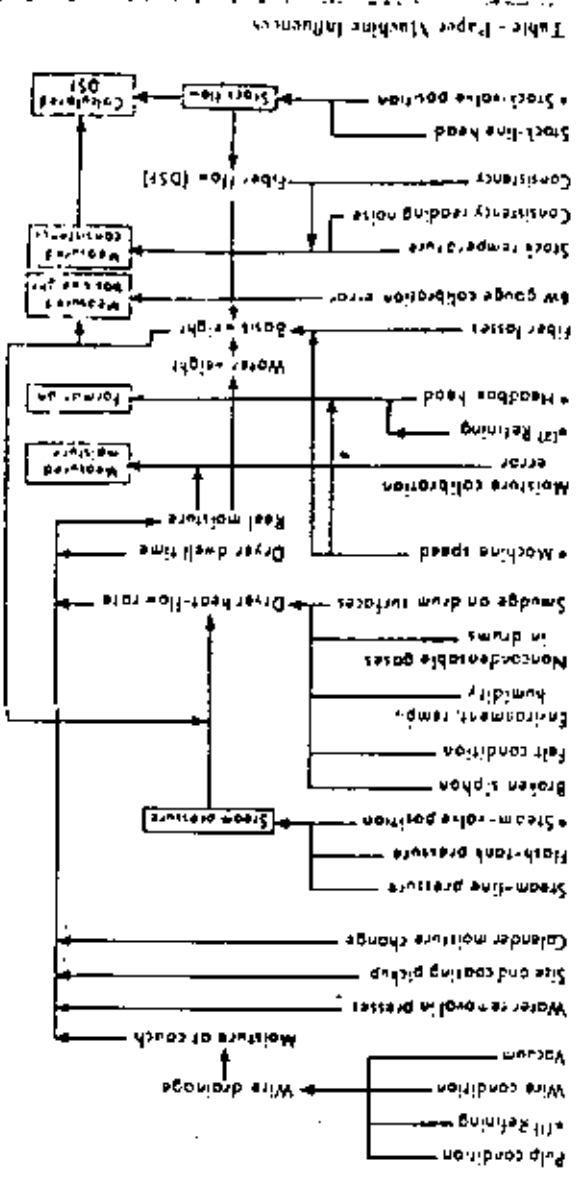 Pulp condition
(1) Refining
Wire condition
Wire drainage
Vacuum
Moisture at couch
Water removal in presses
Size and coating pickup
Calander moisture change
Steam-line pressure
Flash-tank pressure
• Steam-valve position
Steam pressure
Broken siphon
Felt condition
Environment, temp.,
humidity
Noncondensable gases
in drums
Smudge on drum surfaces
Dryer heat-flow rate
• Machine speed
Dryer dwell time
Real moisture
Moisture calibration
error
Measured
moisture
Refining
• Headbox head
Formation
Water weight
Fiber losses
Basis weight
BW gauge calibration error
Measured
Stock temperature
Measured
consistency
Consistency reading noise
Consistency
Fiber flow (DSF)
Stock-line head
• Stock-valve position
Stock flow
Calculated
DSF
Table - Paper Machine Influences